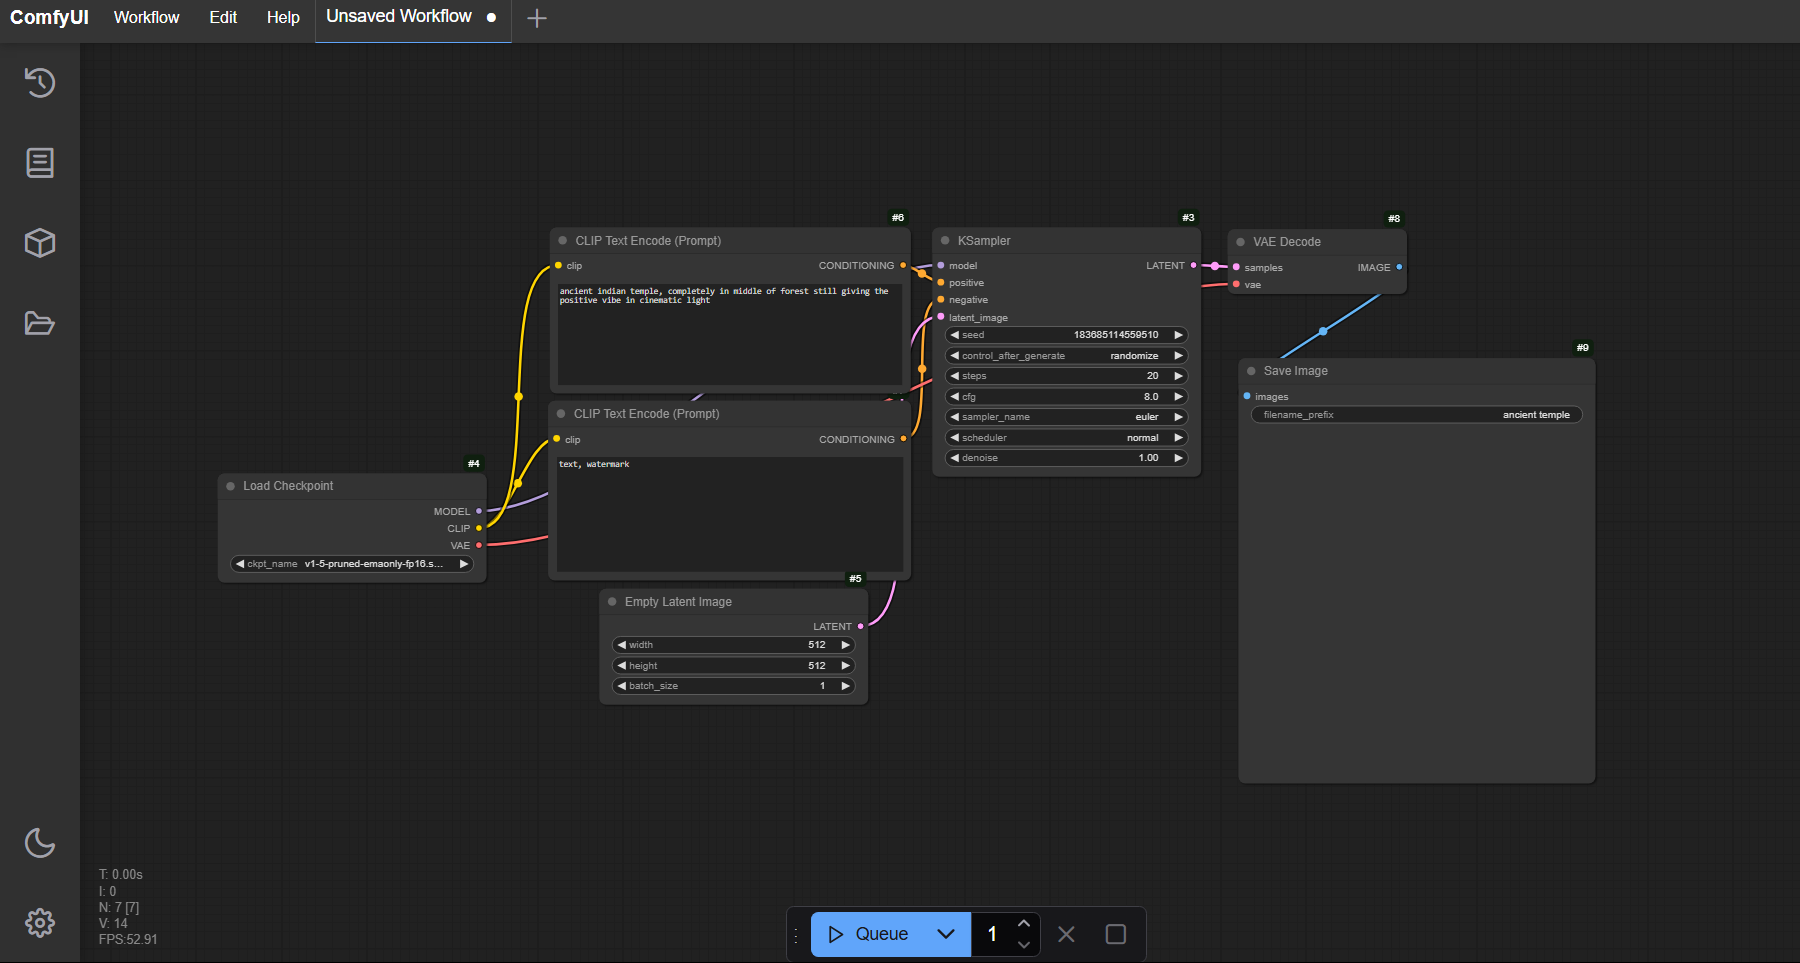 ComfyUI Workflow Edit Help Unsaved Workflow
#6
CLIP Text Encode (Prompt)
clip CONDITIONING
ancient indian temple, completely in middle of forest still giving the
positive vibe in cinematic light
CLIP Text Encode (Prompt)
clip CONDITIONING
text, watermark
#4
Load Checkpoint
MODEL
CLIP
VAE
ckpt_name v1-5-pruned-emaonly-fp16.s...
#5
Empty Latent Image
LATENT
width 512
height 512
batch_size 1
#3
KSampler
model LATENT
positive
negative
latent_image
seed 183685114559510
control_after_generate randomize
steps 20
cfg 8.0
sampler_name euler
scheduler normal
denoise 1.00
#8
VAE Decode
samples IMAGE
vae
#9
Save Image
images
filename_prefix ancient temple
T: 0.00s
I: 0
N: 7 [7]
V: 14
FPS:52.91
Queue 1